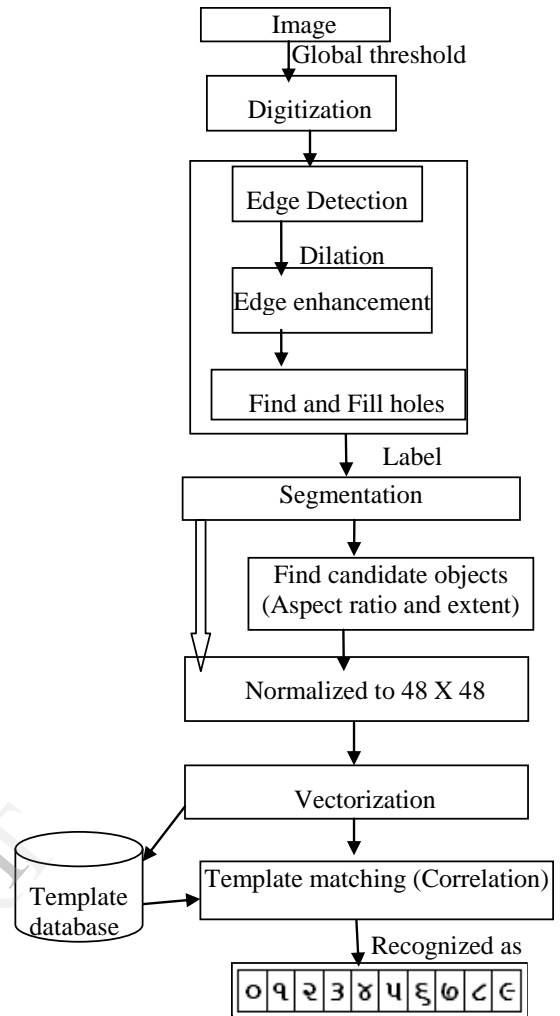 Image
Global threshold
Digitization
Edge Detection
Dilation
Edge enhancement
Find and Fill holes
Label
Segmentation
Find candidate objects
(Aspect ratio and extent)
Normalized to 48 X 48
Vectorization
Template
database
Template matching (Correlation)
Recognized as
૦ ૧ ૨ ૩ ૪ ૫ ૬ ૭ ૮ ૯